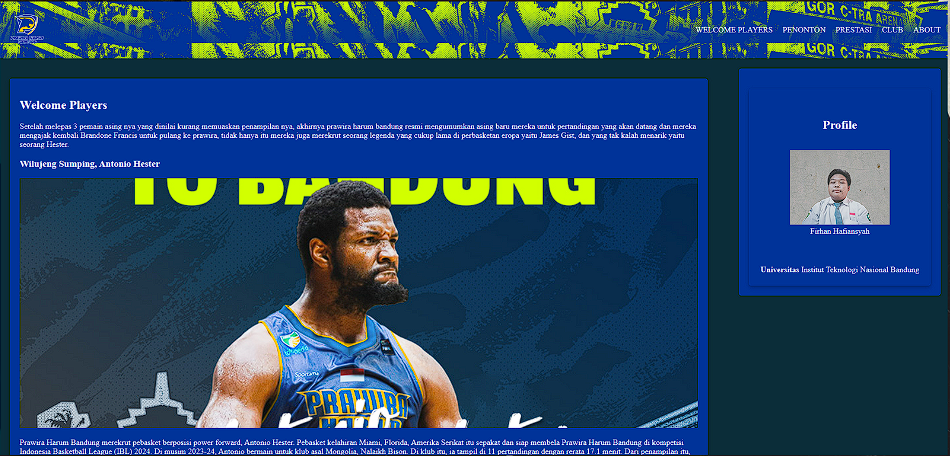 GOR C-TRA ARENA
WELCOME PLAYERS PENONTON PRESTASI CLUB ABOUT
GOR C-TRA
Welcome Players
Setelah melepas 3 pemain asing nya yang dinilai kurang memuaskan penampilan nya, akhirnya prawira harum bandung resmi mengumumkan asing baru mereka untuk pertandingan yang akan datang dan mereka
mengajak kembali Brandone Francis untuk pulang ke prawira, tidak hanya itu mereka juga merekrut seorang legenda yang cukup lama di perbasketan eropa yaitu James Gist, dan yang tak kalah menarik yaitu
seorang Hester.
Wilujeng Sumping, Antonio Hester
TO BANDUNG
Sportama
PRAWIRA
Prawira Harum Bandung merekrut pebasket berposisi power forward, Antonio Hester. Pebasket kelahiran Miami, Florida, Amerika Serikat itu sepakat dan siap membela Prawira Harum Bandung di kompetisi
Indonesia Basketball League (IBL) 2024. Di musim 2023-24, Antonio bermain untuk klub asal Mongolia, Nalaikh Bison. Di klub itu, ia tampil di 11 pertandingan dengan rerata 17.1 menit. Dari penampilan itu,
Profile
Firhan Hafiansyah
Universitas Institut Teknologi Nasional Bandung